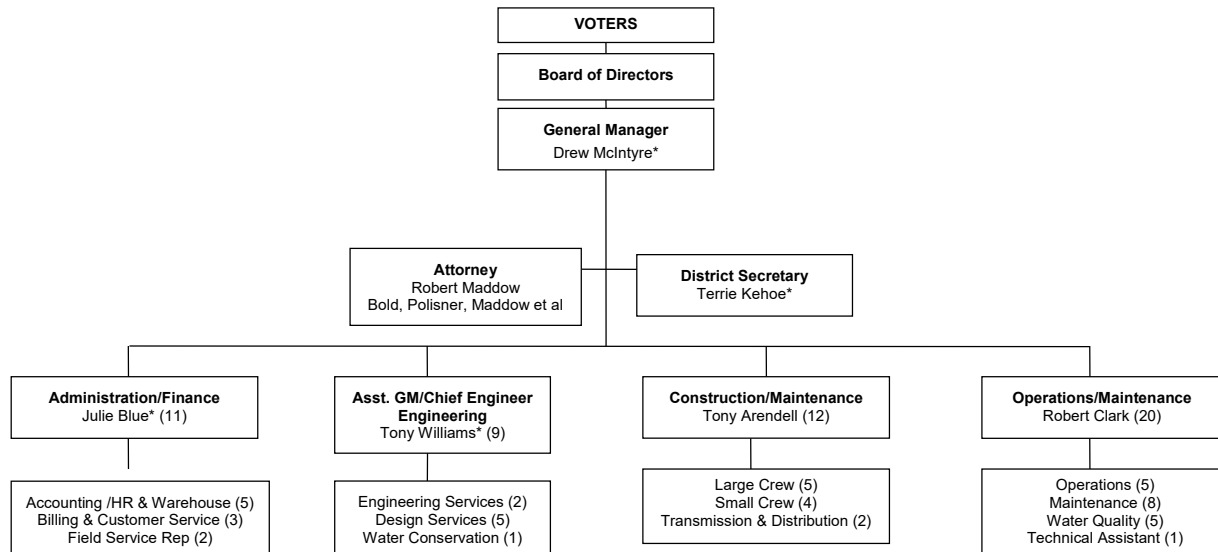 VOTERS
Board of Directors
General Manager
Drew McIntyre*
Attorney
Robert Maddow
Bold, Polisner, Maddow et al
District Secretary
Terrie Kehoe*
Administration/Finance
Julie Blue* (11)
Asst. GM/Chief Engineer
Engineering
Tony Williams* (9)
Construction/Maintenance
Tony Arendell (12)
Operations/Maintenance
Robert Clark (20)
Accounting /HR & Warehouse (5)
Billing & Customer Service (3)
Field Service Rep (2)
Engineering Services (2)
Design Services (5)
Water Conservation (1)
Large Crew (5)
Small Crew (4)
Transmission & Distribution (2)
Operations (5)
Maintenance (8)
Water Quality (5)
Technical Assistant (1)